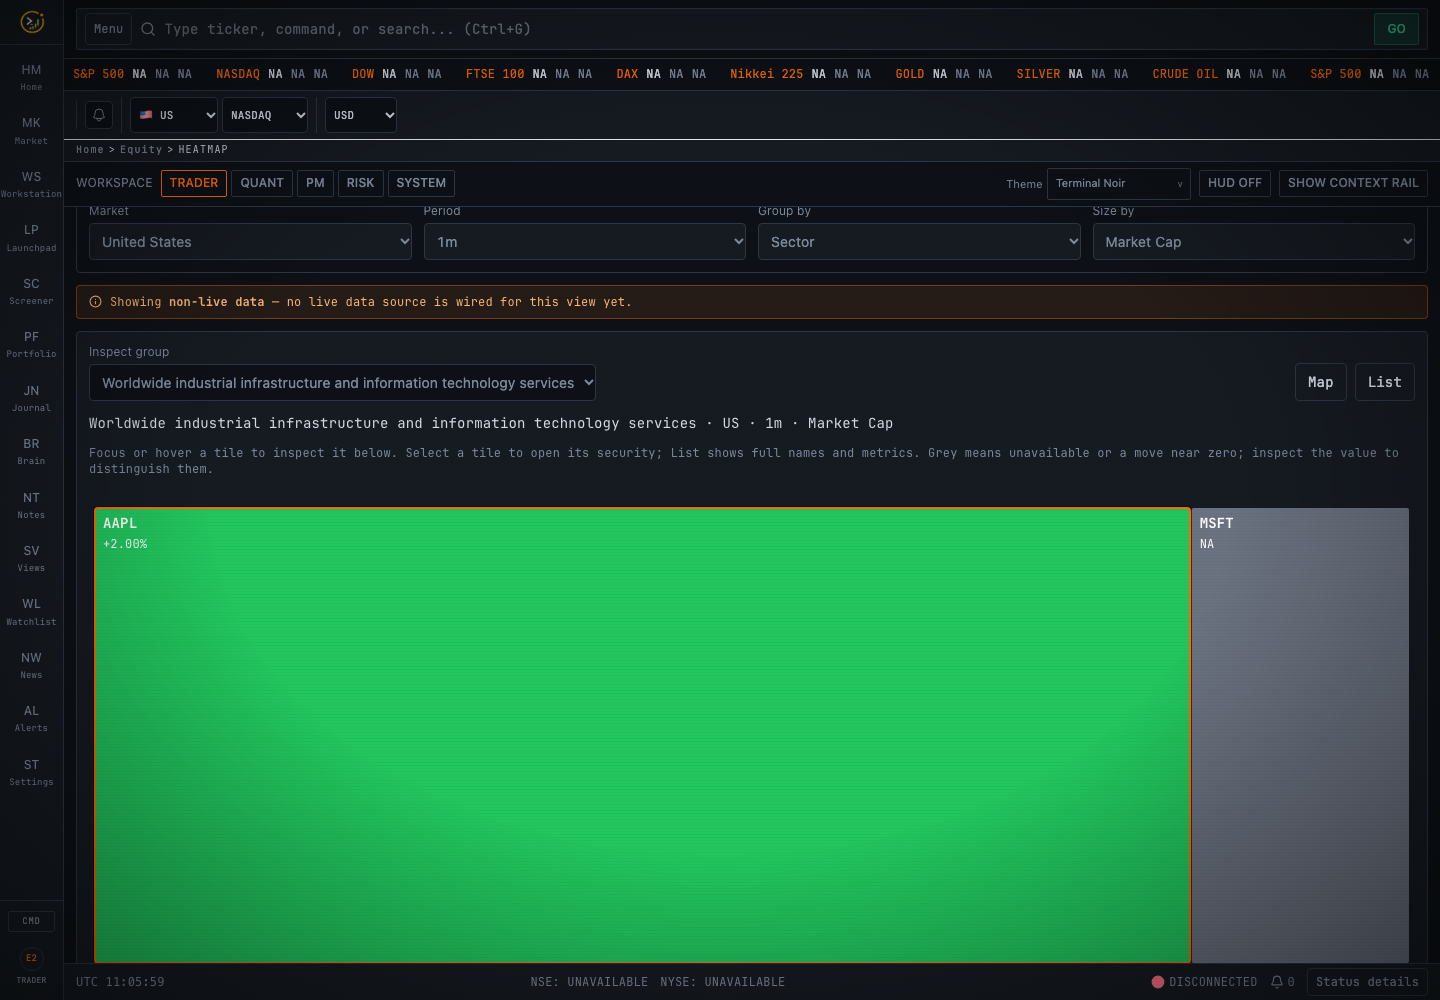 Menu Type ticker, command, or search... (Ctrl+G) GO
S&P 500 NA NA NA NASDAQ NA NA NA DOW NA NA NA FTSE 100 NA NA NA DAX NA NA NA Nikkei 225 NA NA NA GOLD NA NA NA SILVER NA NA NA CRUDE OIL NA NA NA S&P 500 NA NA NA
🇺🇸 US NASDAQ USD
Home > Equity > HEATMAP
WORKSPACE TRADER QUANT PM RISK SYSTEM Theme Terminal Noir v HUD OFF SHOW CONTEXT RAIL
Market Period Group by Size by
United States 1m Sector Market Cap
Showing non-live data — no live data source is wired for this view yet.
Inspect group
Worldwide industrial infrastructure and information technology services Map List
Worldwide industrial infrastructure and information technology services · US · 1m · Market Cap
Focus or hover a tile to inspect it below. Select a tile to open its security; List shows full names and metrics. Grey means unavailable or a move near zero; inspect the value to
distinguish them.
AAPL
+2.00%
MSFT
NA
HM
Home
MK
Market
WS
Workstation
LP
Launchpad
SC
Screener
PF
Portfolio
JN
Journal
BR
Brain
NT
Notes
SV
Views
WL
Watchlist
NW
News
AL
Alerts
ST
Settings
CMD
E2
TRADER
UTC 11:05:59 NSE: UNAVAILABLE NYSE: UNAVAILABLE DISCONNECTED 0 Status details